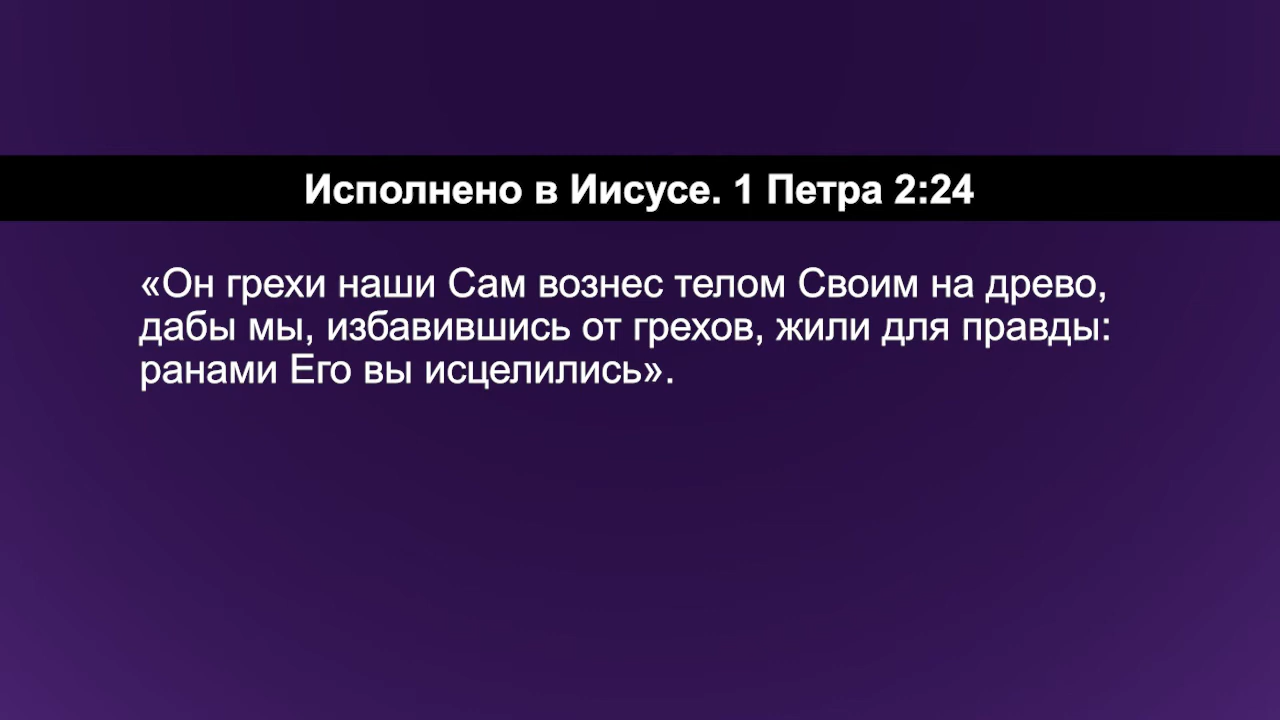 Исполнено в Иисусе. 1 Петра 2:24
«Он грехи наши Сам вознес телом Своим на древо,
дабы мы, избавившись от грехов, жили для правды:
ранами Его вы исцелились».